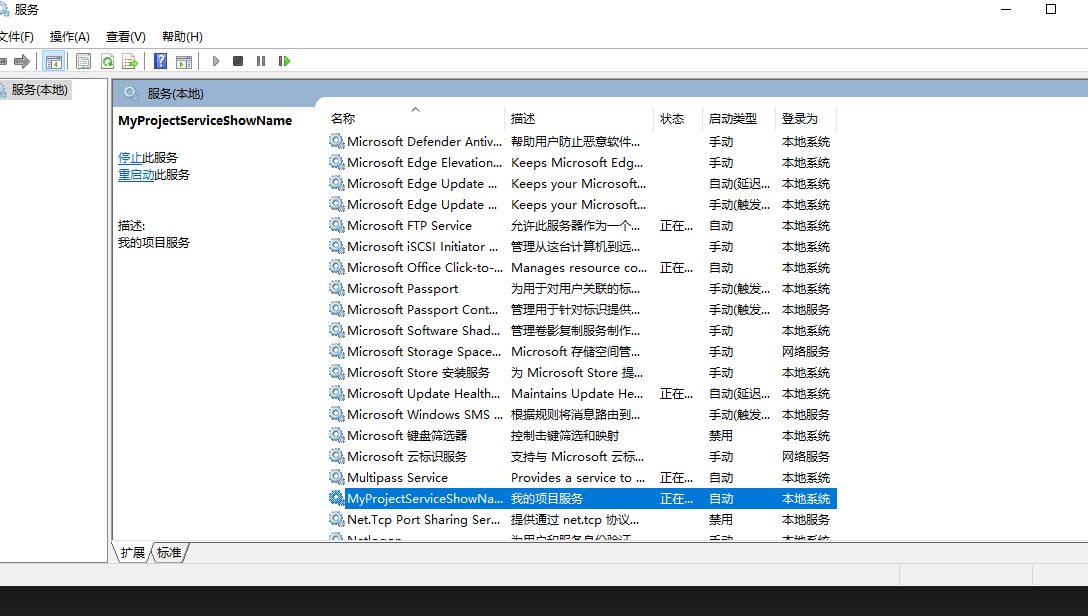 服务
文件(F) 操作(A) 查看(V) 帮助(H)
服务(本地)
服务(本地)
MyProjectServiceShowName
停止此服务
重启动此服务
描述:
我的项目服务
名称 描述 状态 启动类型 登录为
Microsoft Defender Antiv... 帮助用户防止恶意软件... 手动 本地系统
Microsoft Edge Elevation... Keeps Microsoft Edg... 手动 本地系统
Microsoft Edge Update ... Keeps your Microsoft... 自动(延迟... 本地系统
Microsoft Edge Update ... Keeps your Microsoft... 手动(触发... 本地系统
Microsoft FTP Service 允许此服务器作为一个... 正在... 自动 本地系统
Microsoft iSCSI Initiator ... 管理从这台计算机到远... 手动 本地系统
Microsoft Office Click-to-... Manages resource co... 正在... 自动 本地系统
Microsoft Passport 为用于对用户关联的标... 手动(触发... 本地系统
Microsoft Passport Cont... 管理用于针对标识提供... 手动(触发... 本地服务
Microsoft Software Shad... 管理卷影复制服务制作... 手动 本地系统
Microsoft Storage Space... Microsoft 存储空间管... 手动 网络服务
Microsoft Store 安装服务 为 Microsoft Store 提... 手动 本地系统
Microsoft Update Health... Maintains Update He... 正在... 自动(延迟... 本地系统
Microsoft Windows SMS ... 根据规则将消息路由到... 手动(触发... 本地服务
Microsoft 键盘筛选器 控制击键筛选和映射 禁用 本地系统
Microsoft 云标识服务 支持与 Microsoft 云标... 手动 网络服务
Multipass Service Provides a service to ... 正在... 自动 本地系统
MyProjectServiceShowNa... 我的项目服务 正在... 自动 本地系统
Net.Tcp Port Sharing Ser... 提供通过 net.tcp 协议... 禁用 本地服务
Netlogon 为用户和服务身份验证 手动 本地系统
扩展 标准